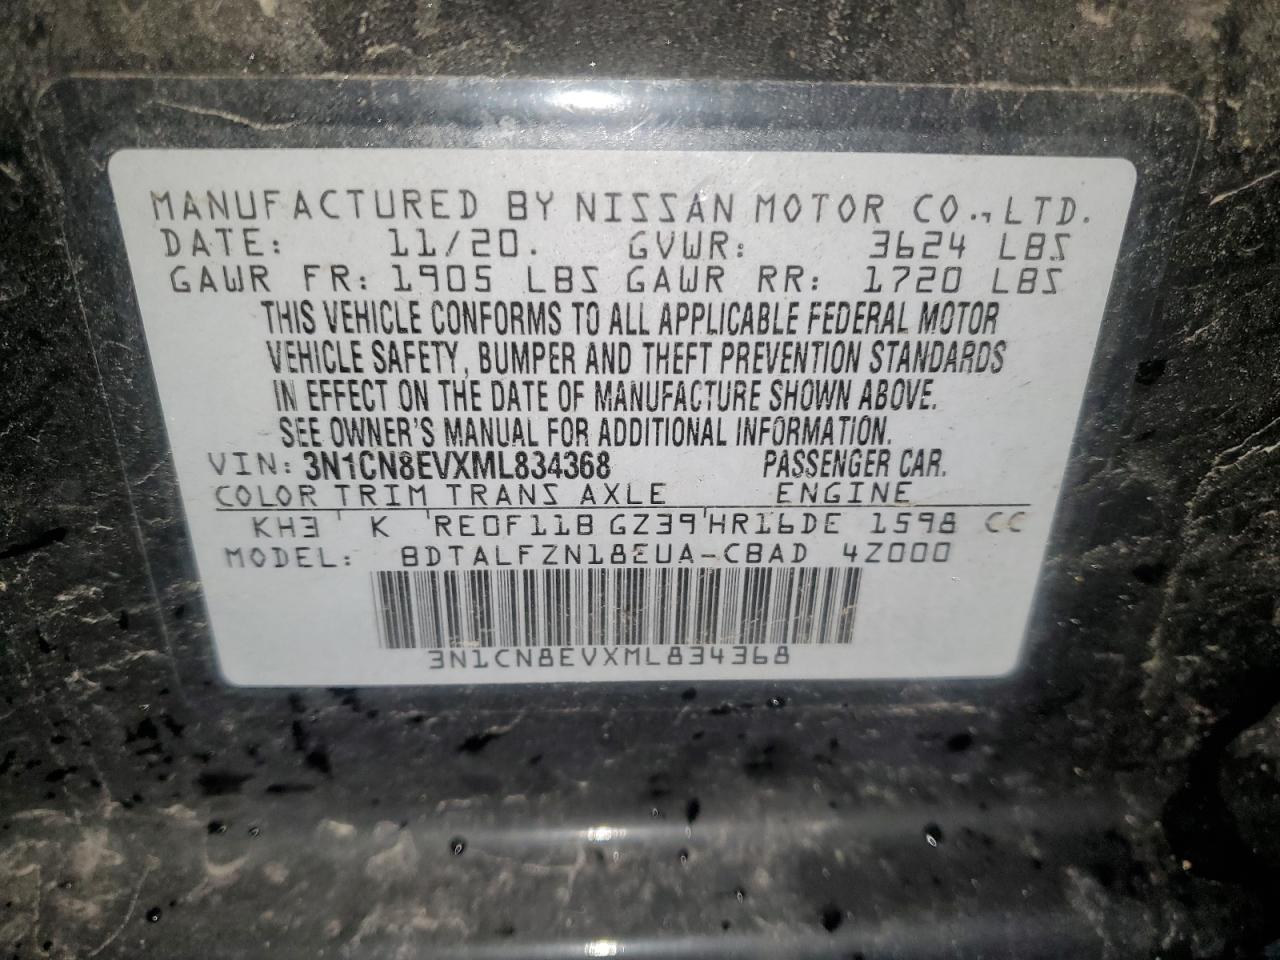 MANUFACTURED BY NISSAN MOTOR CO., LTD.
DATE: 11/20. GVWR: 3624 LBS
GAWR FR: 1905 LBS GAWR RR: 1720 LBS
THIS VEHICLE CONFORMS TO ALL APPLICABLE FEDERAL MOTOR
VEHICLE SAFETY, BUMPER AND THEFT PREVENTION STANDARDS
IN EFFECT ON THE DATE OF MANUFACTURE SHOWN ABOVE.
SEE OWNER'S MANUAL FOR ADDITIONAL INFORMATION.
VIN: 3N1CN8EVXML834368 PASSENGER CAR.
COLOR TRIM TRANS AXLE ENGINE
KH3 K RE0F11B GZ39 HR16DE 1598 CC
MODEL: BDTALFZN18EUA-CBAD 4Z000
3N1CN8EVXML834368